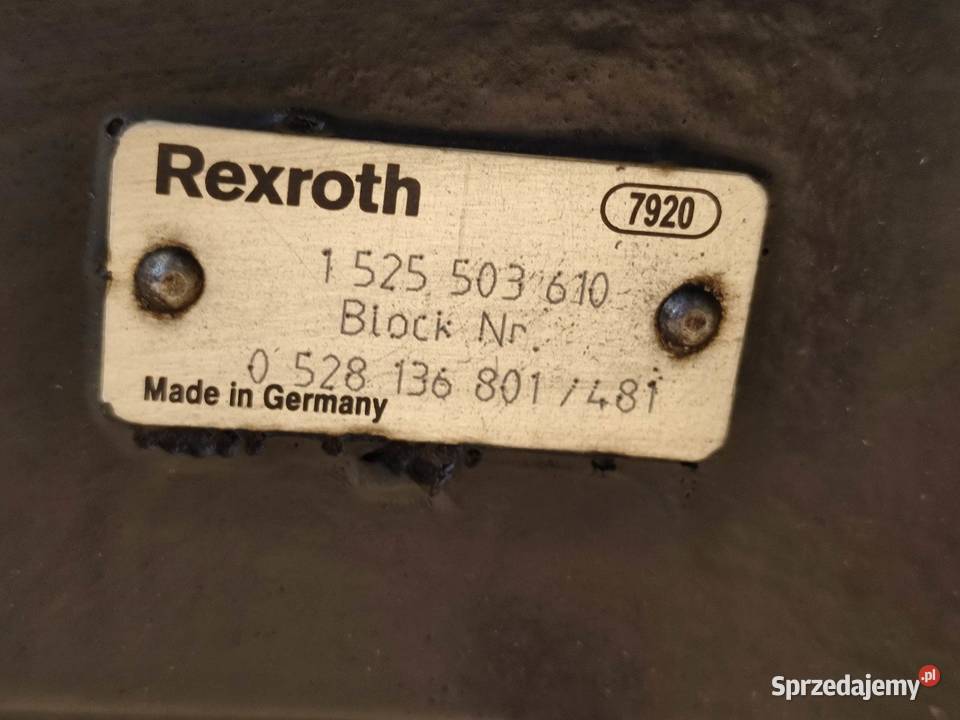 Rexroth
7920
1 525 503 610
Block Nr.
0 528 136 801 / 481
Made in Germany
Sprzedajemy.pl